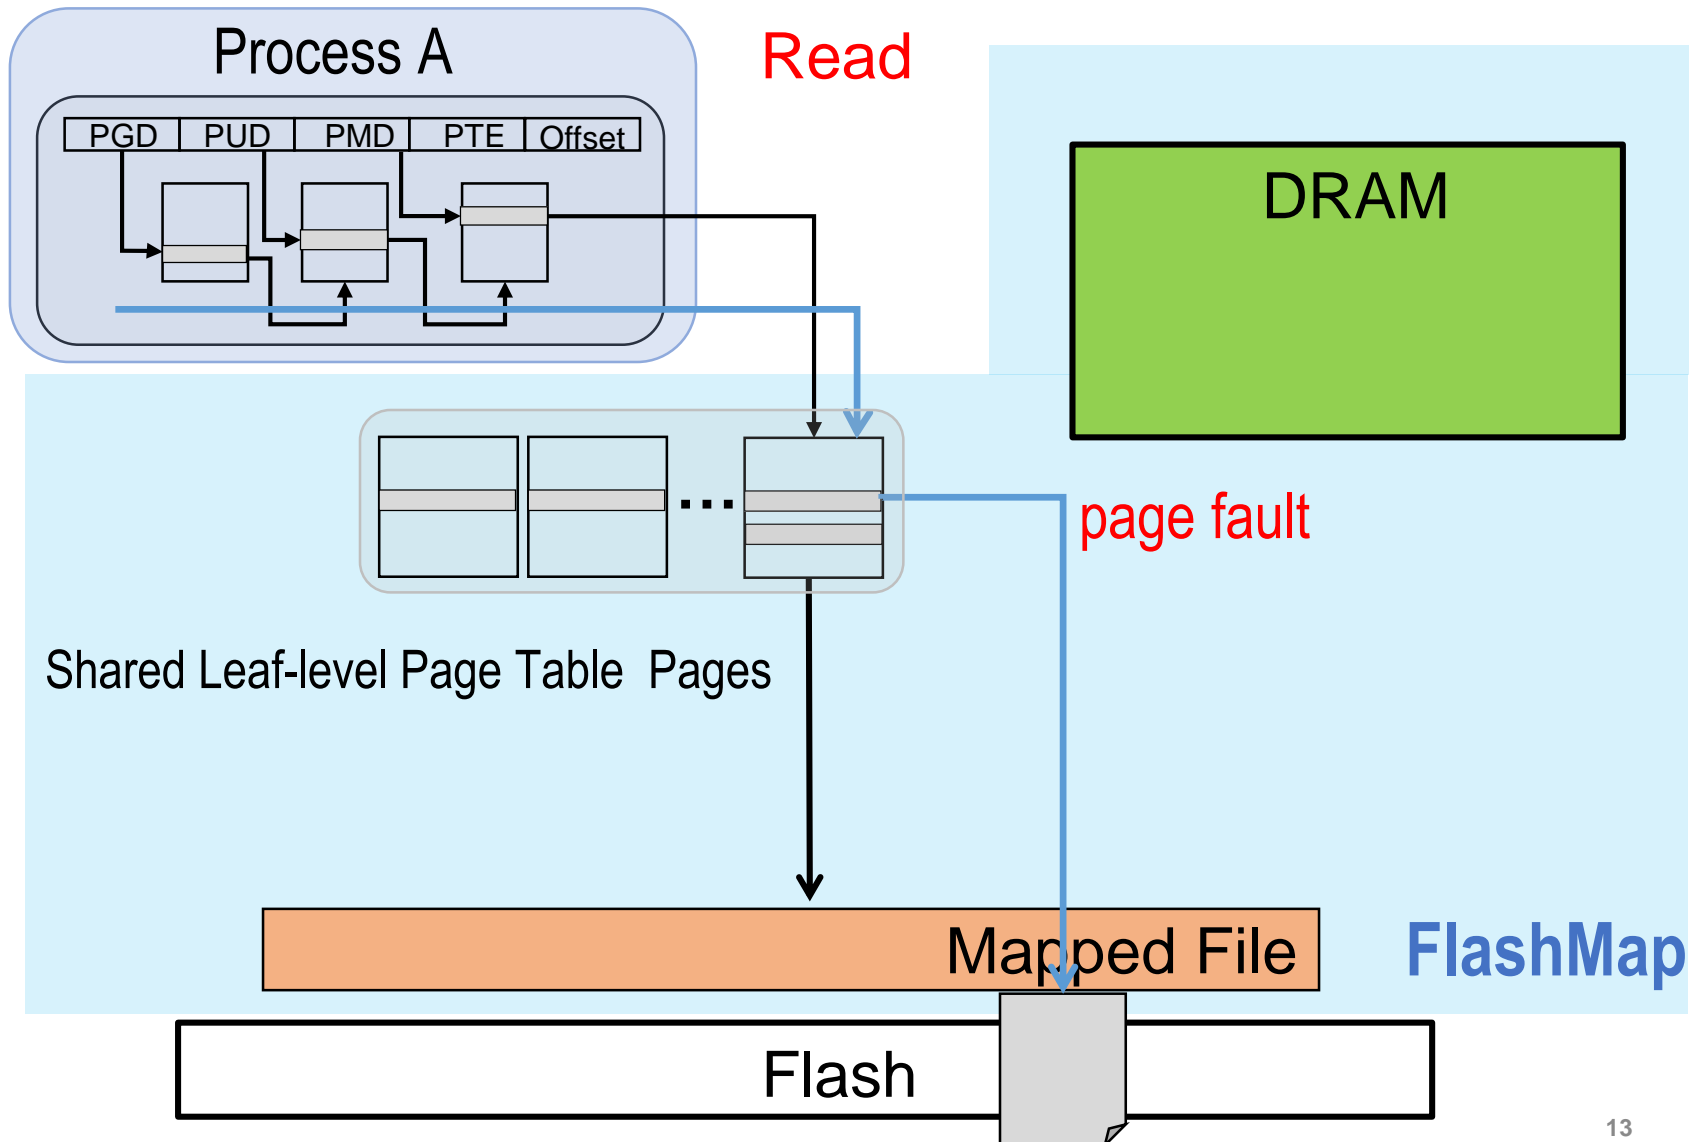 Process A
Read
PGD PUD PMD PTE Offset
DRAM
...
page fault
Shared Leaf-level Page Table Pages
Mapped File
FlashMap
Flash
13